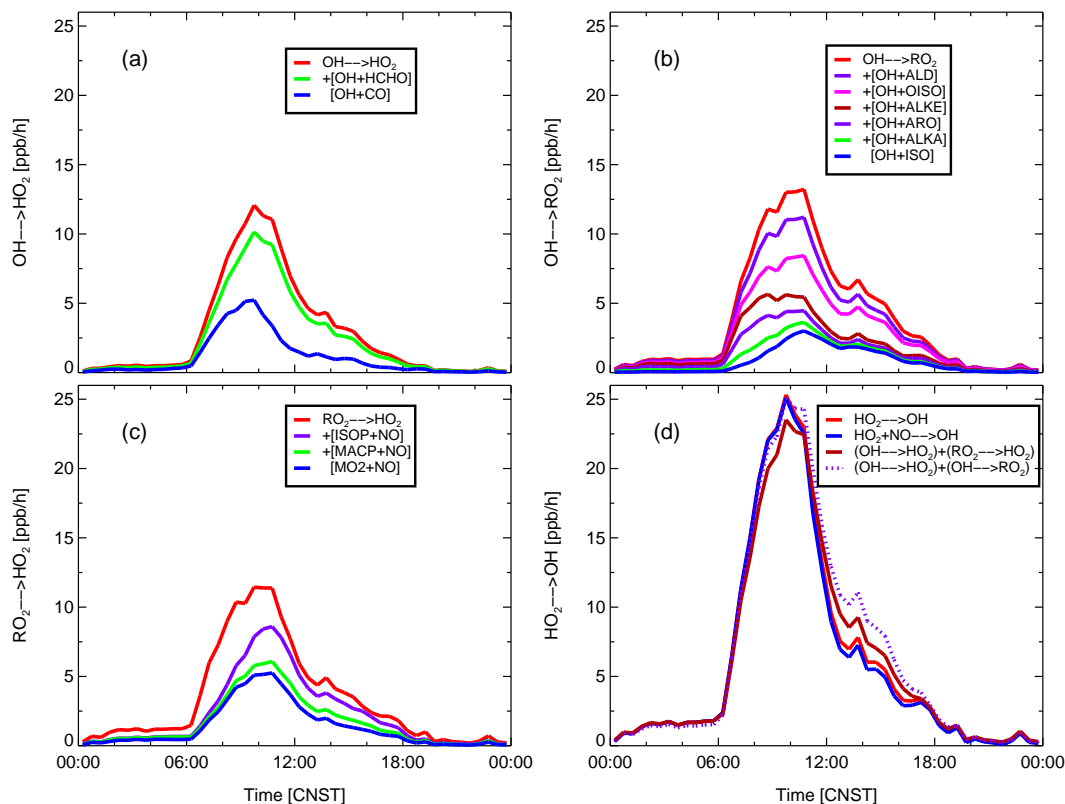 (a)
OH-->HO2
+[OH+HCHO]
[OH+CO]
25
20
15
10
5
0
OH-->HO2 [ppb/h]
(b)
OH-->RO2
+[OH+ALD]
+[OH+OISO]
+[OH+ALKE]
+[OH+ARO]
+[OH+ALKA]
[OH+ISO]
25
20
15
10
5
0
OH-->RO2 [ppb/h]
(c)
RO2-->HO2
+[ISOP+NO]
+[MACP+NO]
[MO2+NO]
25
20
15
10
5
0
RO2-->HO2 [ppb/h]
00:00 06:00 12:00 18:00 00:00
Time [CNST]
(d)
HO2-->OH
HO2+NO-->OH
(OH-->HO2)+(RO2-->HO2)
(OH-->HO2)+(OH-->RO2)
25
20
15
10
5
0
HO2-->OH [ppb/h]
06:00 12:00 18:00 00:00
Time [CNST]